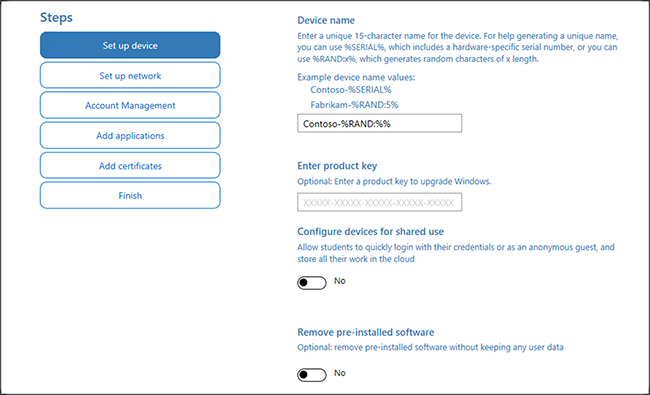 Steps
Set up device
Set up network
Account Management
Add applications
Add certificates
Finish
Device name
Enter a unique 15-character name for the device. For help generating a unique name,
you can use %SERIAL%, which includes a hardware-specific serial number, or you can
use %RAND:x%, which generates random characters of x length.
Example device name values:
Contoso-%SERIAL%
Fabrikam-%RAND:5%
Contoso-%RAND:%%
Enter product key
Optional: Enter a product key to upgrade Windows.
XXXXX-XXXXX-XXXXX-XXXXX-XXXXX
Configure devices for shared use
Allow students to quickly login with their credentials or as an anonymous guest, and
store all their work in the cloud
No
Remove pre-installed software
Optional: remove pre-installed software without keeping any user data
No